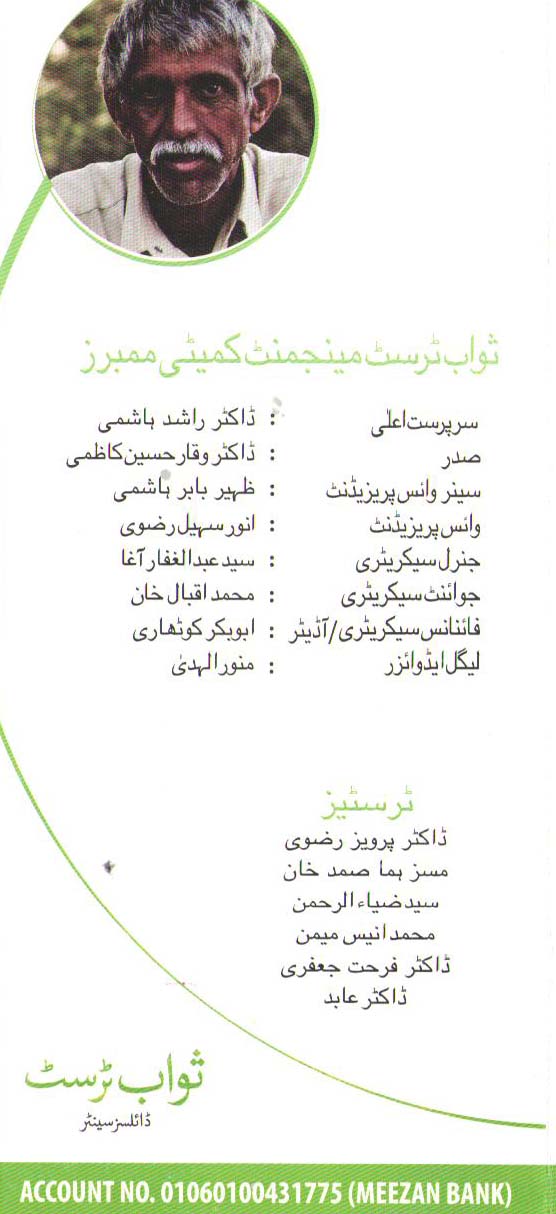 ثواب ٹرسٹ مینجمنٹ کمیٹی ممبرز
سرپرست اعلٰی : ڈاکٹر راشد ہاشمی
صدر : ڈاکٹر وقار حسین کاظمی
سینر وائس پریزیڈنٹ : ظہیر بابر ہاشمی
وائس پریزیڈنٹ : انور سہیل رضوی
جنرل سیکریٹری : سید عبدالغفار آغا
جوائنٹ سیکریٹری : محمد اقبال خان
فائنانس سیکریٹری/آڈیٹر : ابوبکر کوٹھاری
لیگل ایڈوائزر : منور الہدیٰ
ٹرسٹیز
ڈاکٹر پرویز رضوی
مسز ہما صمد خان
سید ضیاء الرحمن
محمد انیس میمن
ڈاکٹر فرحت جعفری
ڈاکٹر عابد
ثواب ٹرسٹ
ڈائلسز سینٹر
ACCOUNT NO. 01060100431775 (MEEZAN BANK)